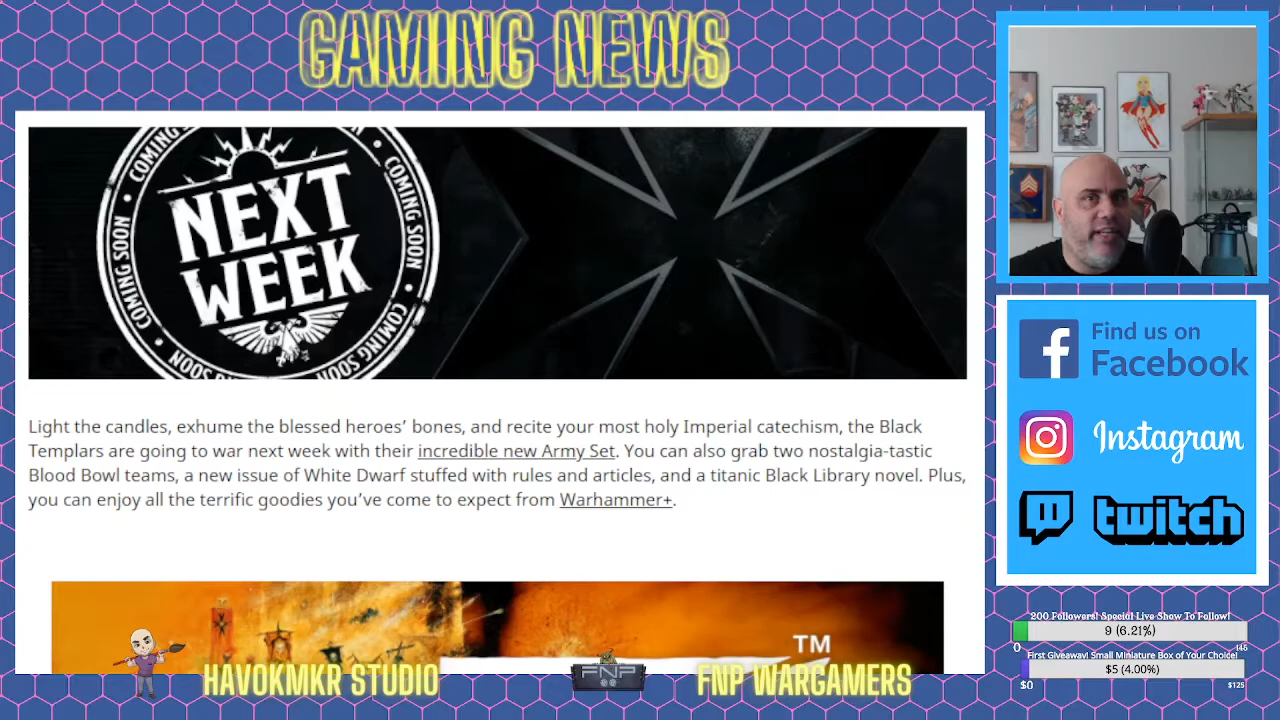 GAMING NEWS
COMING SOON • COMING SOON • COMING SOON • COMING SOON
NEXT
WEEK
Light the candles, exhume the blessed heroes’ bones, and recite your most holy Imperial catechism, the Black
Templars are going to war next week with their incredible new Army Set. You can also grab two nostalgia-tastic
Blood Bowl teams, a new issue of White Dwarf stuffed with rules and articles, and a titanic Black Library novel. Plus,
you can enjoy all the terrific goodies you’ve come to expect from Warhammer+.
TM
HAVOKMKR STUDIO
FNP
FNP WARGAMERS
Find us on
Facebook
Instagram
twitch
200 Followers! Special Live Show To Follow!
9 (6.21%)
0
145
First Giveaway! Small Miniature Box of Your Choice!
$5 (4.00%)
$0
$125